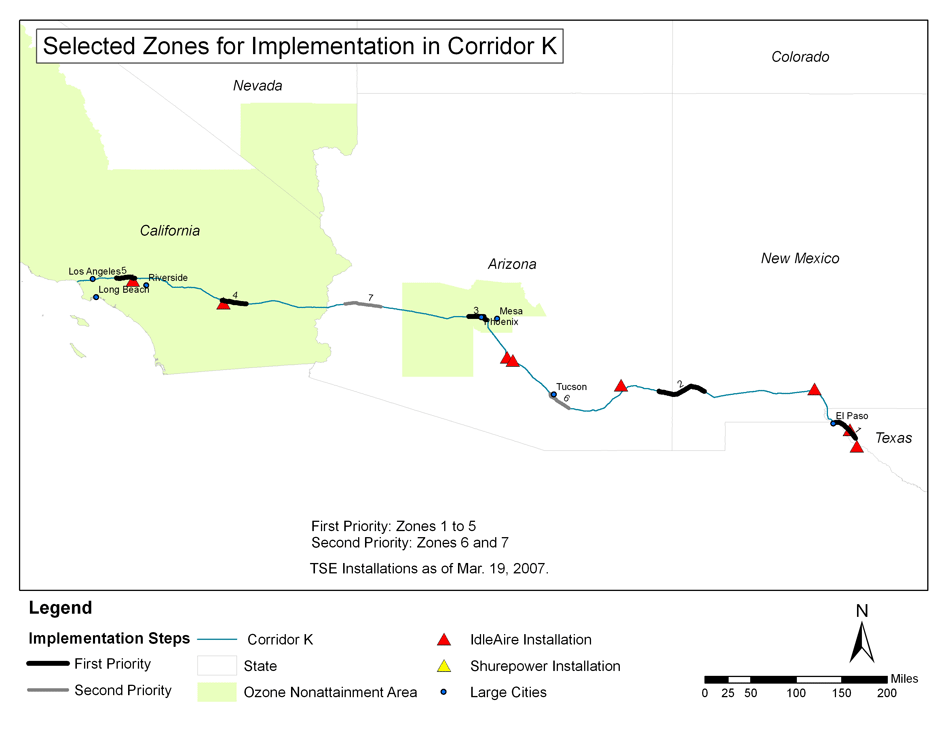 Selected Zones for Implementation in Corridor K
Colorado
Nevada
California
Arizona
New Mexico
Los Angeles
5
Riverside
Long Beach
4
7
3
Mesa
Phoenix
Tucson
6
2
El Paso
1
Texas
First Priority: Zones 1 to 5
Second Priority: Zones 6 and 7
TSE Installations as of Mar. 19, 2007.
Legend
Implementation Steps
First Priority
Second Priority
Corridor K
State
Ozone Nonattainment Area
IdleAire Installation
Shurepower Installation
Large Cities
N
Miles
0 25 50 100 150 200